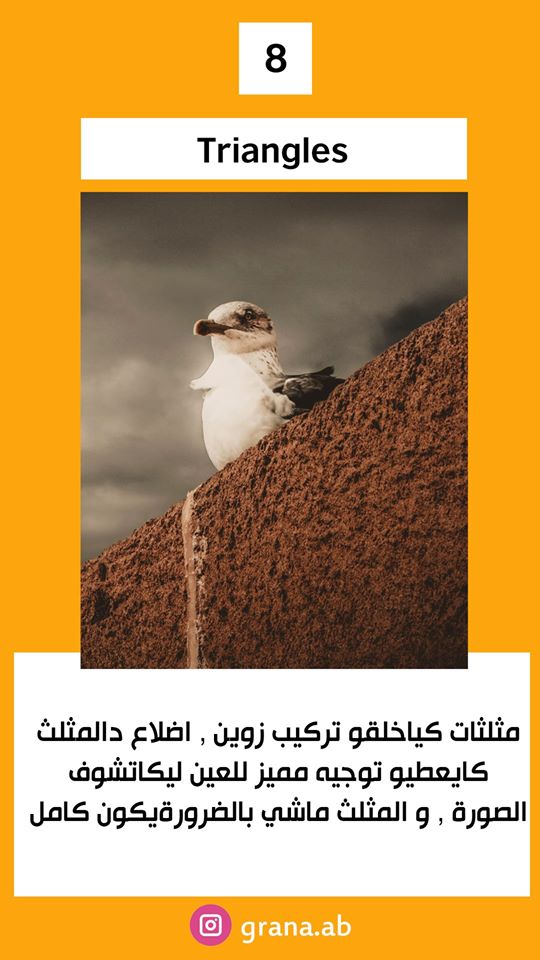 8
Triangles
مثلثات كياخلقو تركيب زوين , اضلاع دالمثلث
كايعطيو توجيه مميز للعين ليكاتشوف
الصورة , و المثلث ماشي بالضرورةيكون كامل
grana.ab